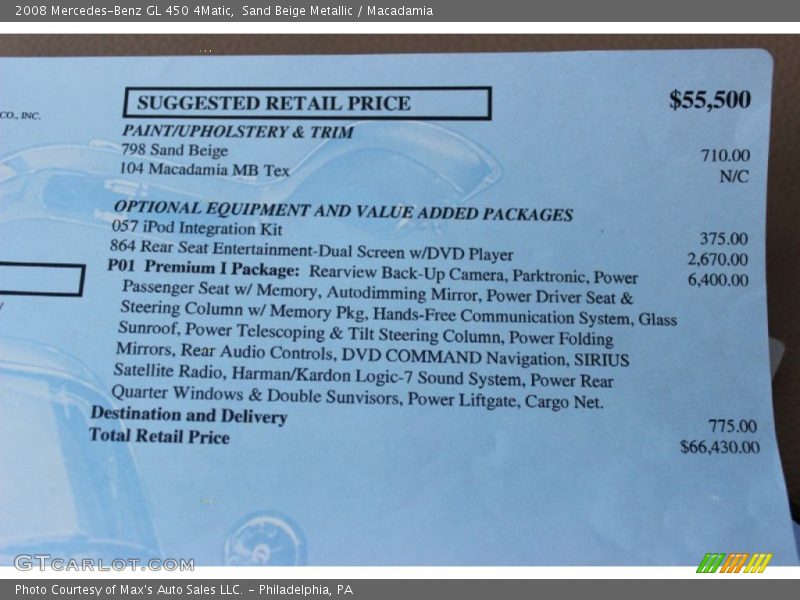 2008 Mercedes-Benz GL 450 4Matic, Sand Beige Metallic / Macadamia
CO., INC.
SUGGESTED RETAIL PRICE $55,500
PAINT/UPHOLSTERY & TRIM
798 Sand Beige 710.00
104 Macadamia MB Tex N/C
OPTIONAL EQUIPMENT AND VALUE ADDED PACKAGES
057 iPod Integration Kit 375.00
864 Rear Seat Entertainment-Dual Screen w/DVD Player 2,670.00
P01 Premium I Package: Rearview Back-Up Camera, Parktronic, Power 6,400.00
Passenger Seat w/ Memory, Autodimming Mirror, Power Driver Seat &
Steering Column w/ Memory Pkg, Hands-Free Communication System, Glass
Sunroof, Power Telescoping & Tilt Steering Column, Power Folding
Mirrors, Rear Audio Controls, DVD COMMAND Navigation, SIRIUS
Satellite Radio, Harman/Kardon Logic-7 Sound System, Power Rear
Quarter Windows & Double Sunvisors, Power Liftgate, Cargo Net.
Destination and Delivery 775.00
Total Retail Price $66,430.00
GTCARLOT.COM
Photo Courtesy of Max's Auto Sales LLC. - Philadelphia, PA